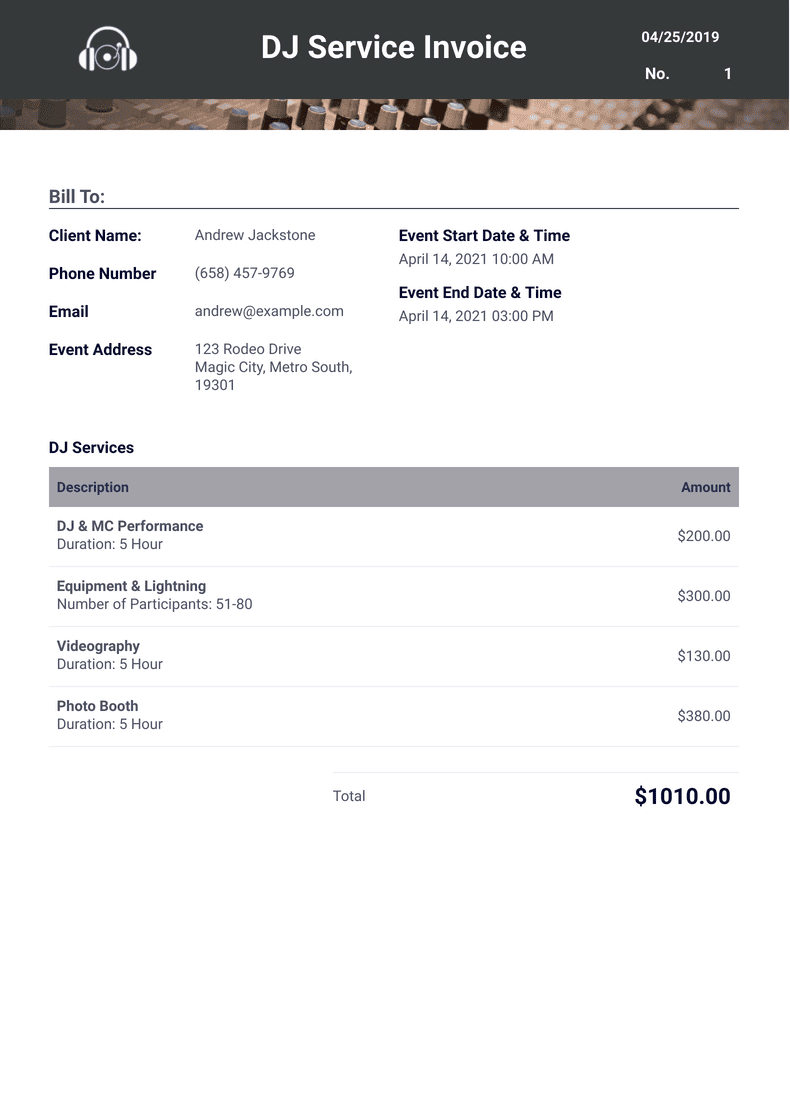 DJ Service Invoice
04/25/2019
No. 1
Bill To:
Client Name: Andrew Jackstone
Phone Number (658) 457-9769
Email andrew@example.com
Event Address 123 Rodeo Drive
Magic City, Metro South,
19301
Event Start Date & Time
April 14, 2021 10:00 AM
Event End Date & Time
April 14, 2021 03:00 PM
DJ Services
Description Amount
DJ & MC Performance
Duration: 5 Hour
$200.00
Equipment & Lightning
Number of Participants: 51-80
$300.00
Videography
Duration: 5 Hour
$130.00
Photo Booth
Duration: 5 Hour
$380.00
Total $1010.00